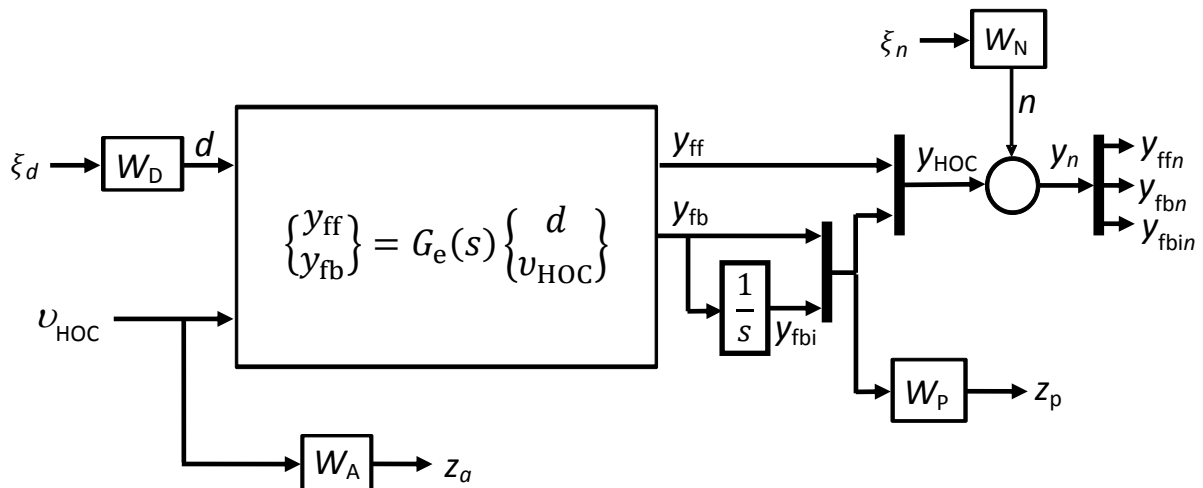 ξn
WN
n
ξd
WD
d
yff
yHOC
yn
yffn
yfbn
yfbin
yfb
{yff yfb} = Ge(s) {d υHOC}
1/s
yfbi
υHOC
WP
zp
WA
za